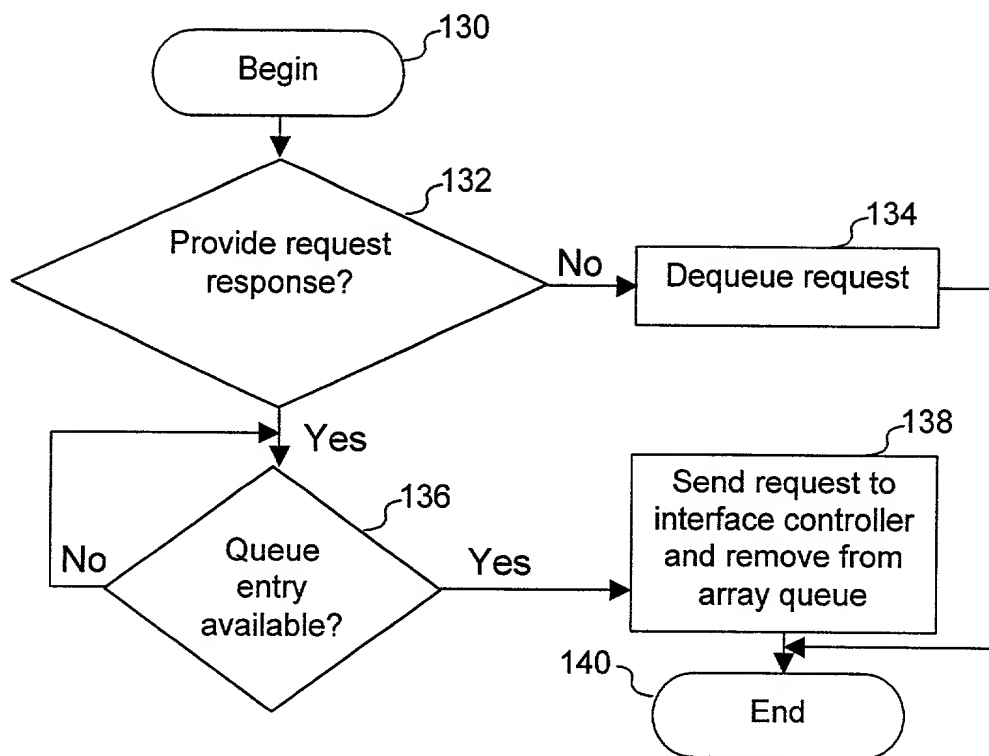 130
Begin
132
Provide request
response?
No
134
Dequeue request
Yes
136
Queue
entry
available?
No
Yes
138
Send request to
interface controller
and remove from
array queue
140
End